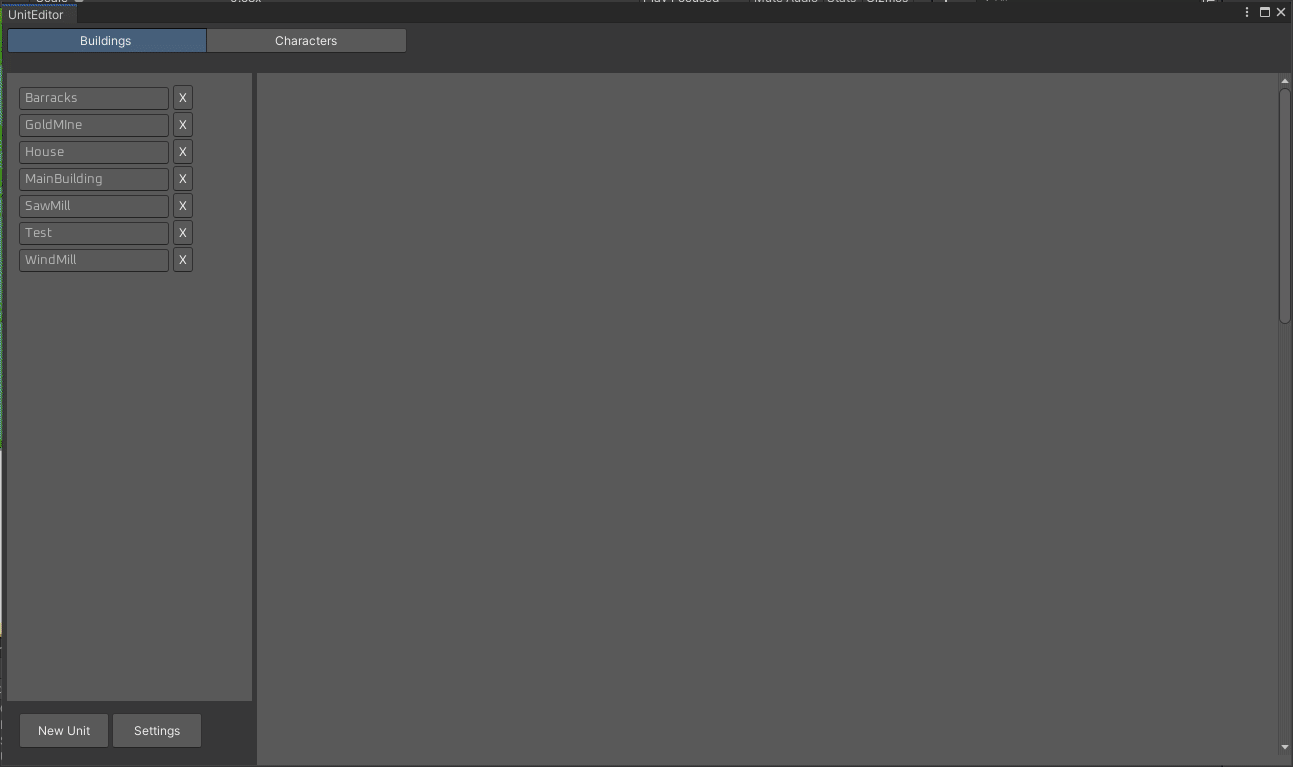 UnitEditor
Buildings Characters
Barracks X
GoldMIne X
House X
MainBuilding X
SawMill X
Test X
WindMill X
New Unit Settings